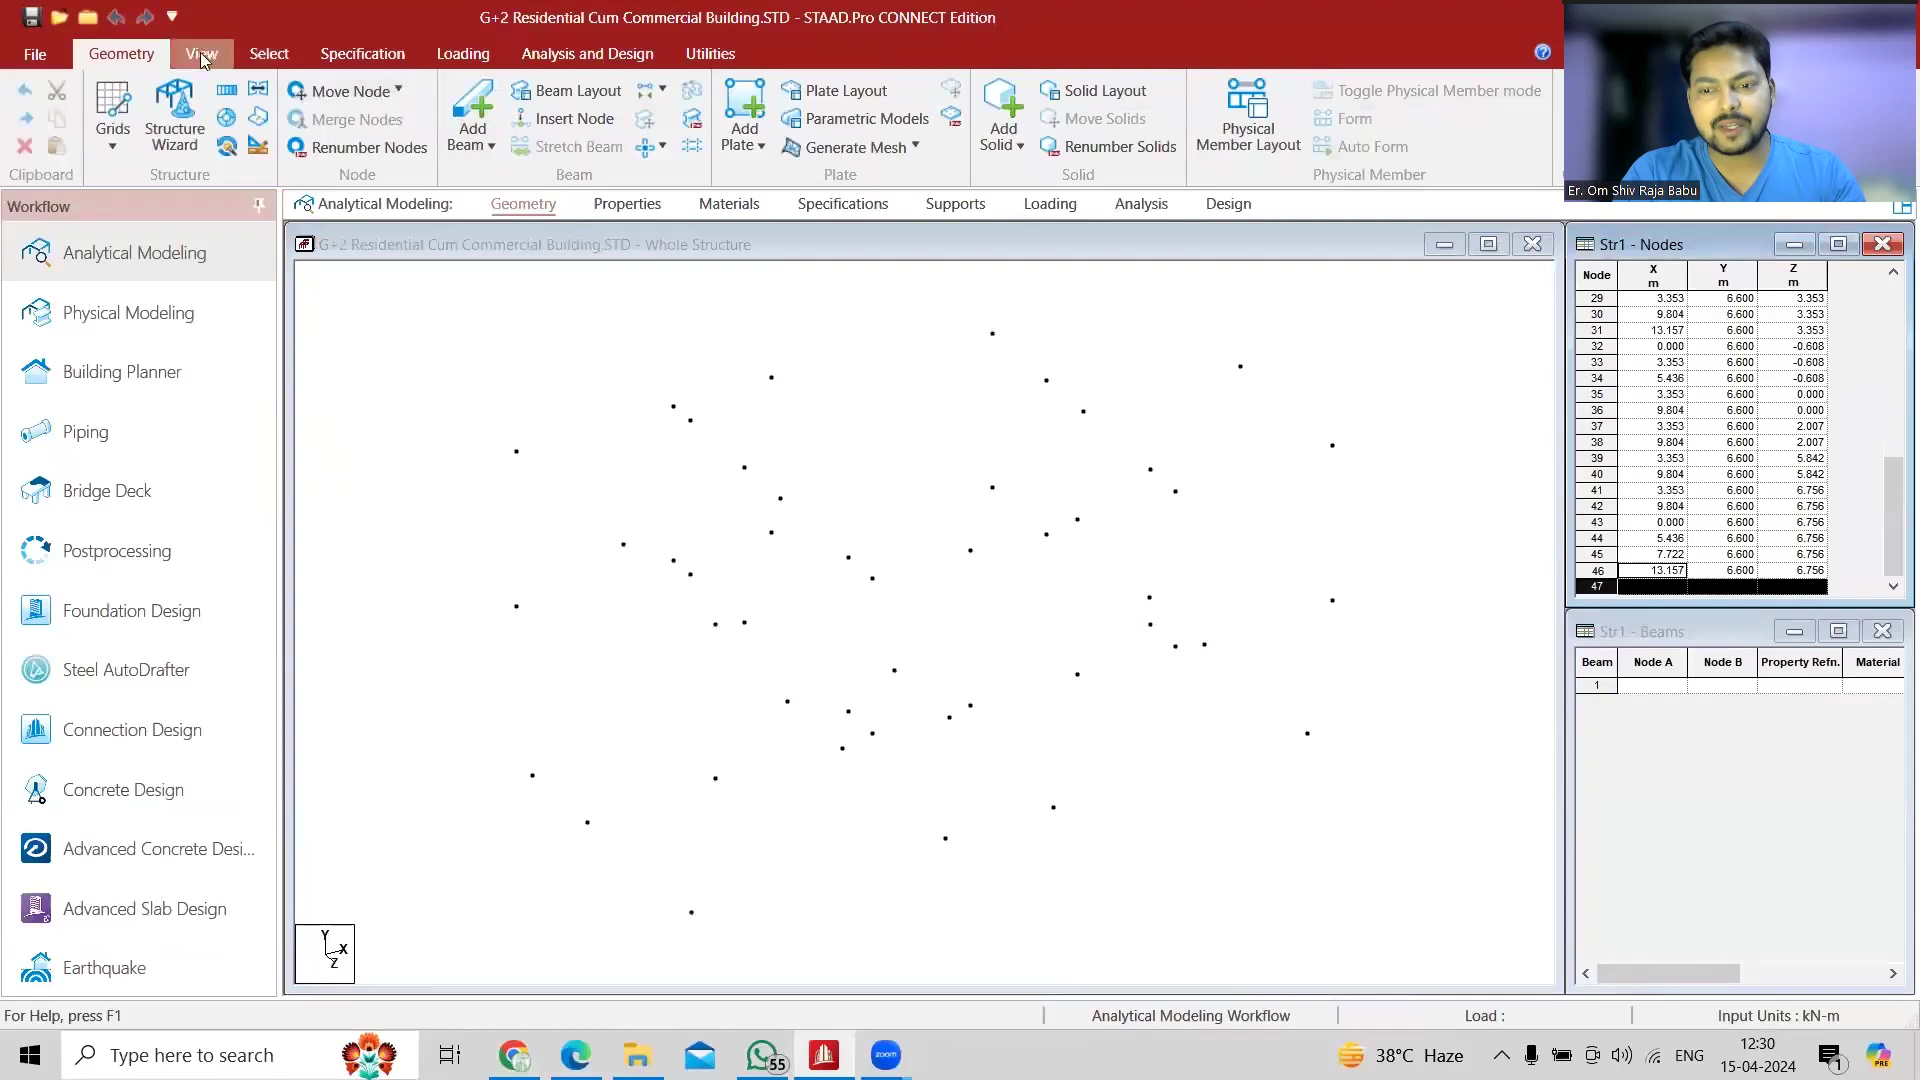 G+2 Residential Cum Commercial Building.STD - STAAD.Pro CONNECT Edition
File Geometry View Select Specification Loading Analysis and Design Utilities
Grids
Structure Wizard
Structure
Clipboard
Move Node
Merge Nodes
Renumber Nodes
Node
Add Beam
Beam Layout
Insert Node
Stretch Beam
Beam
Add Plate
Plate Layout
Parametric Models
Generate Mesh
Plate
Add Solid
Solid Layout
Move Solids
Renumber Solids
Solid
Physical Member Layout
Toggle Physical Member mode
Form
Auto Form
Physical Member
Er. Om Shiv Raja Babu
Workflow
Analytical Modeling: Geometry Properties Materials Specifications Supports Loading Analysis Design
Analytical Modeling
Physical Modeling
Building Planner
Piping
Bridge Deck
Postprocessing
Foundation Design
Steel AutoDrafter
Connection Design
Concrete Design
Advanced Concrete Desi...
Advanced Slab Design
Earthquake
G+2 Residential Cum Commercial Building.STD - Whole Structure
Y
X
Z
Str1 - Nodes
Node X m Y m Z m
29 3.353 6.600 3.353
30 9.804 6.600 3.353
31 13.157 6.600 3.353
32 0.000 6.600 -0.608
33 3.353 6.600 -0.608
34 5.436 6.600 -0.608
35 3.353 6.600 0.000
36 9.804 6.600 0.000
37 3.353 6.600 2.007
38 9.804 6.600 2.007
39 3.353 6.600 5.842
40 9.804 6.600 5.842
41 3.353 6.600 6.756
42 9.804 6.600 6.756
43 0.000 6.600 6.756
44 5.436 6.600 6.756
45 7.722 6.600 6.756
46 13.157 6.600 6.756
47
Str1 - Beams
Beam Node A Node B Property Refn. Material
1
For Help, press F1
Analytical Modeling Workflow
Load :
Input Units : kN-m
Type here to search
55
zoom
38°C Haze
ENG
12:30
15-04-2024
1
PRE